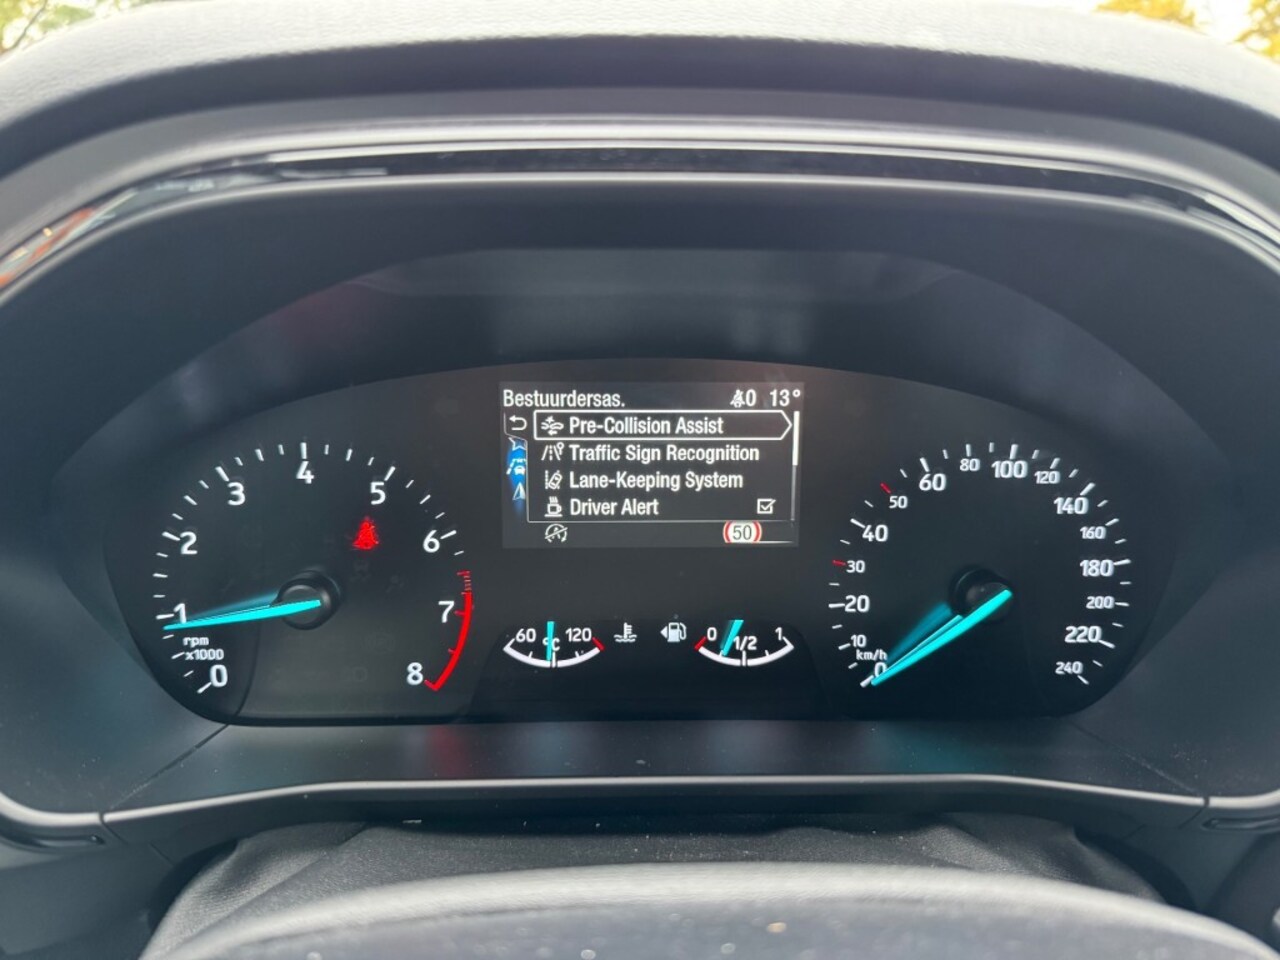 Bestuurdersas. 0 13°
Pre-Collision Assist
Traffic Sign Recognition
Lane-Keeping System
Driver Alert
A 50
0 1 2 3 4 5 6 7 8
rpm
x1000
60 °C 120
0 1/2 1
0 10 20 30 40 50 60 80 100 120 140 160 180 200 220 240
km/h